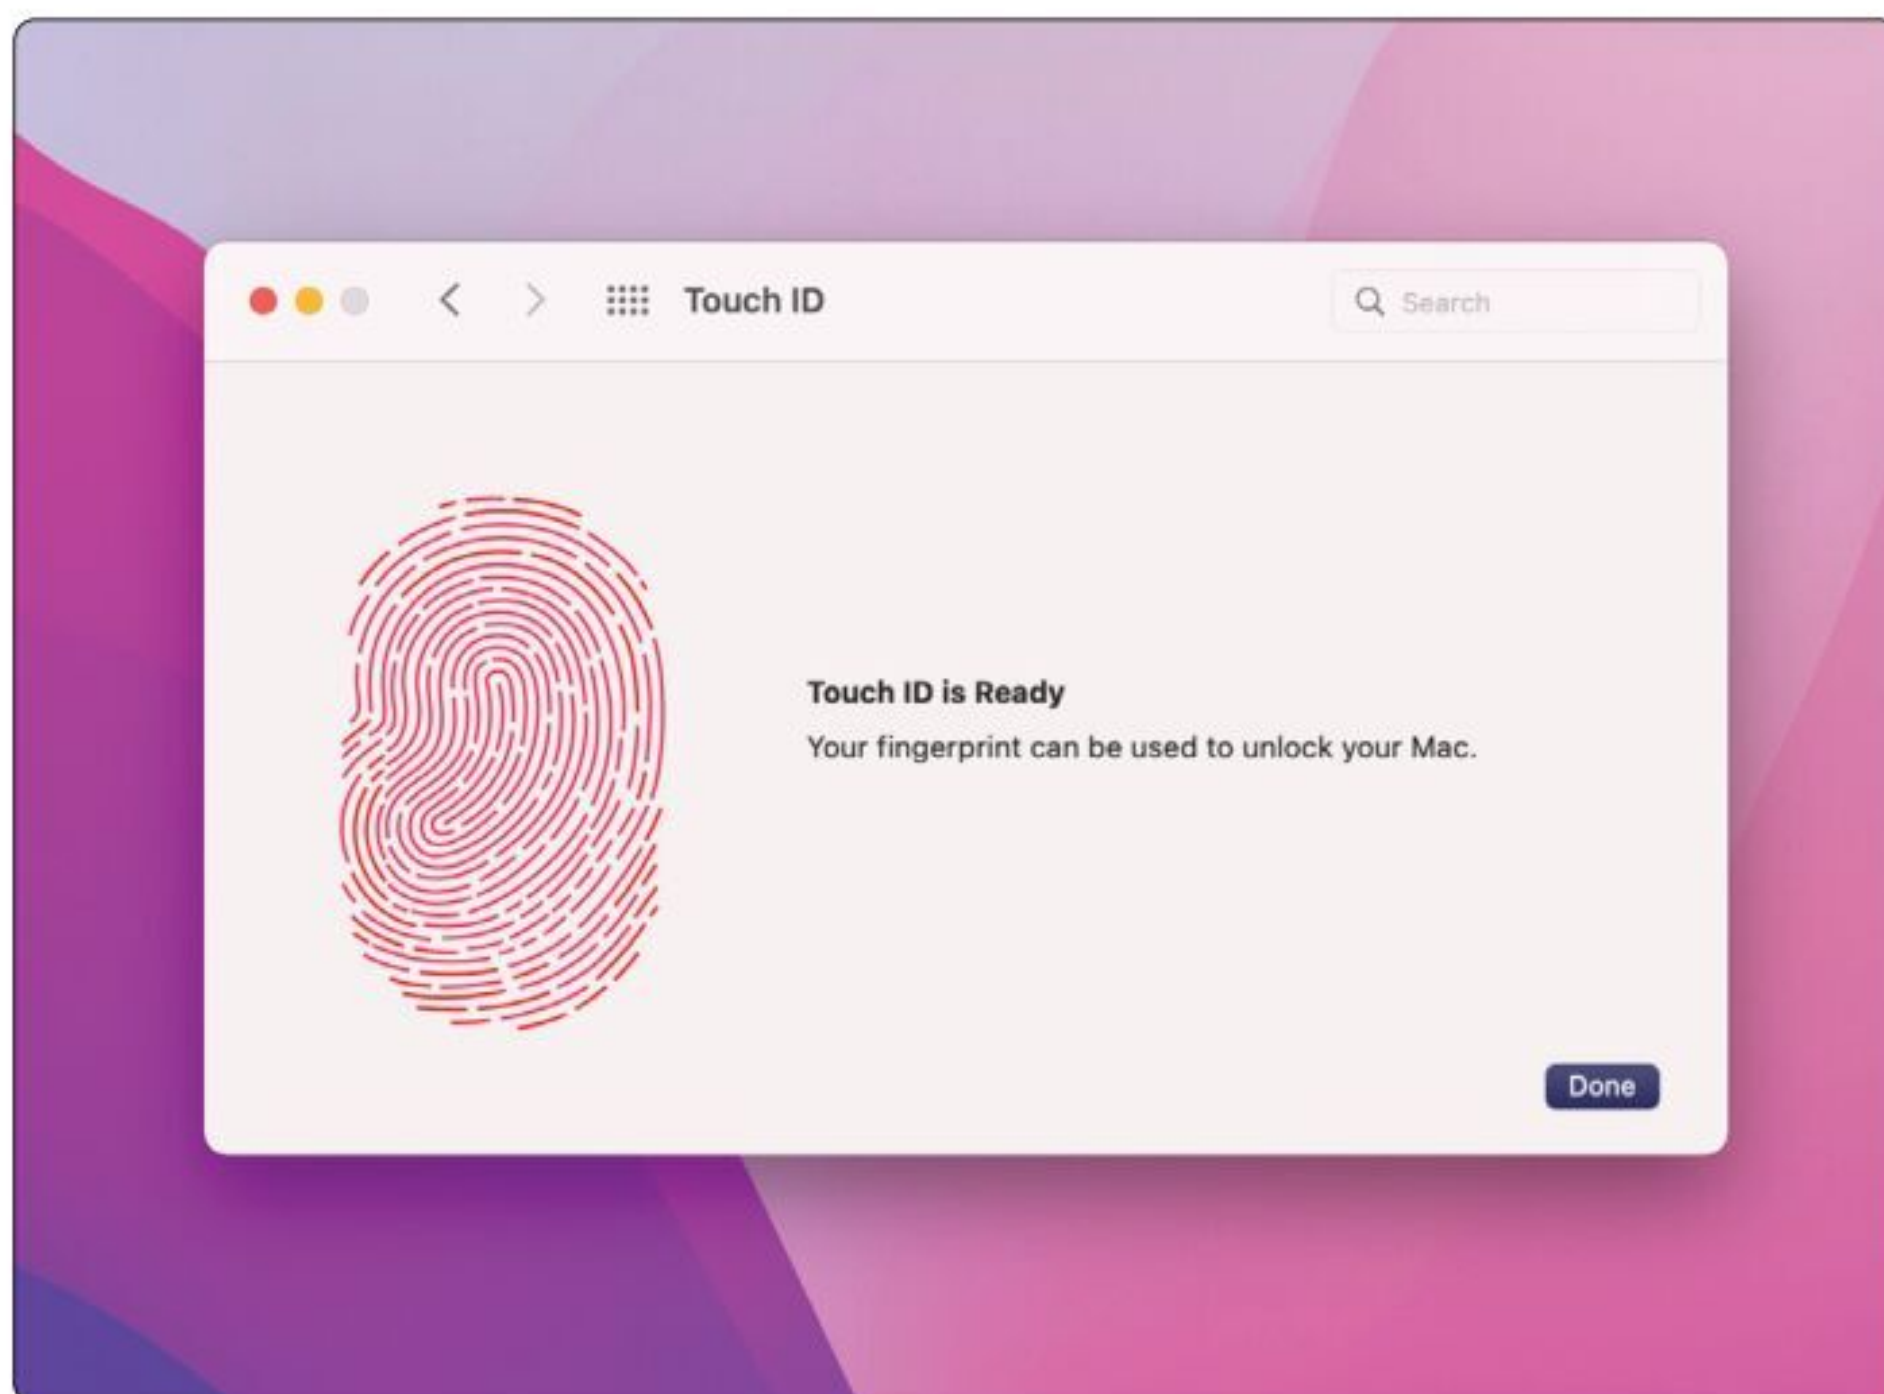 Touch ID
Search
Touch ID is Ready
Your fingerprint can be used to unlock your Mac.
Done